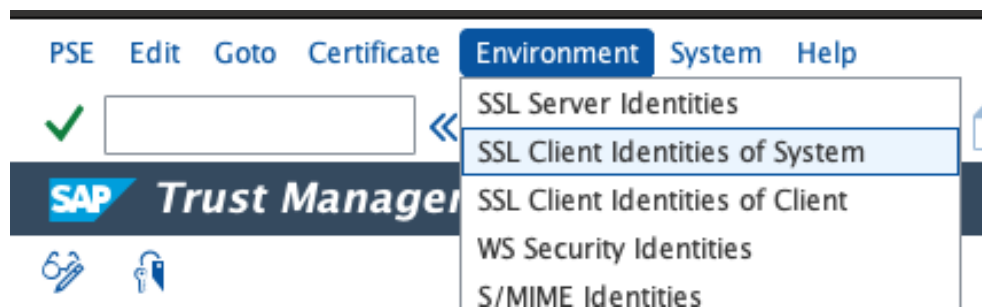 PSE Edit Goto Certificate Environment System Help
SSL Server Identities
SSL Client Identities of System
SAP Trust Manager
SSL Client Identities of Client
WS Security Identities
S/MIME Identities